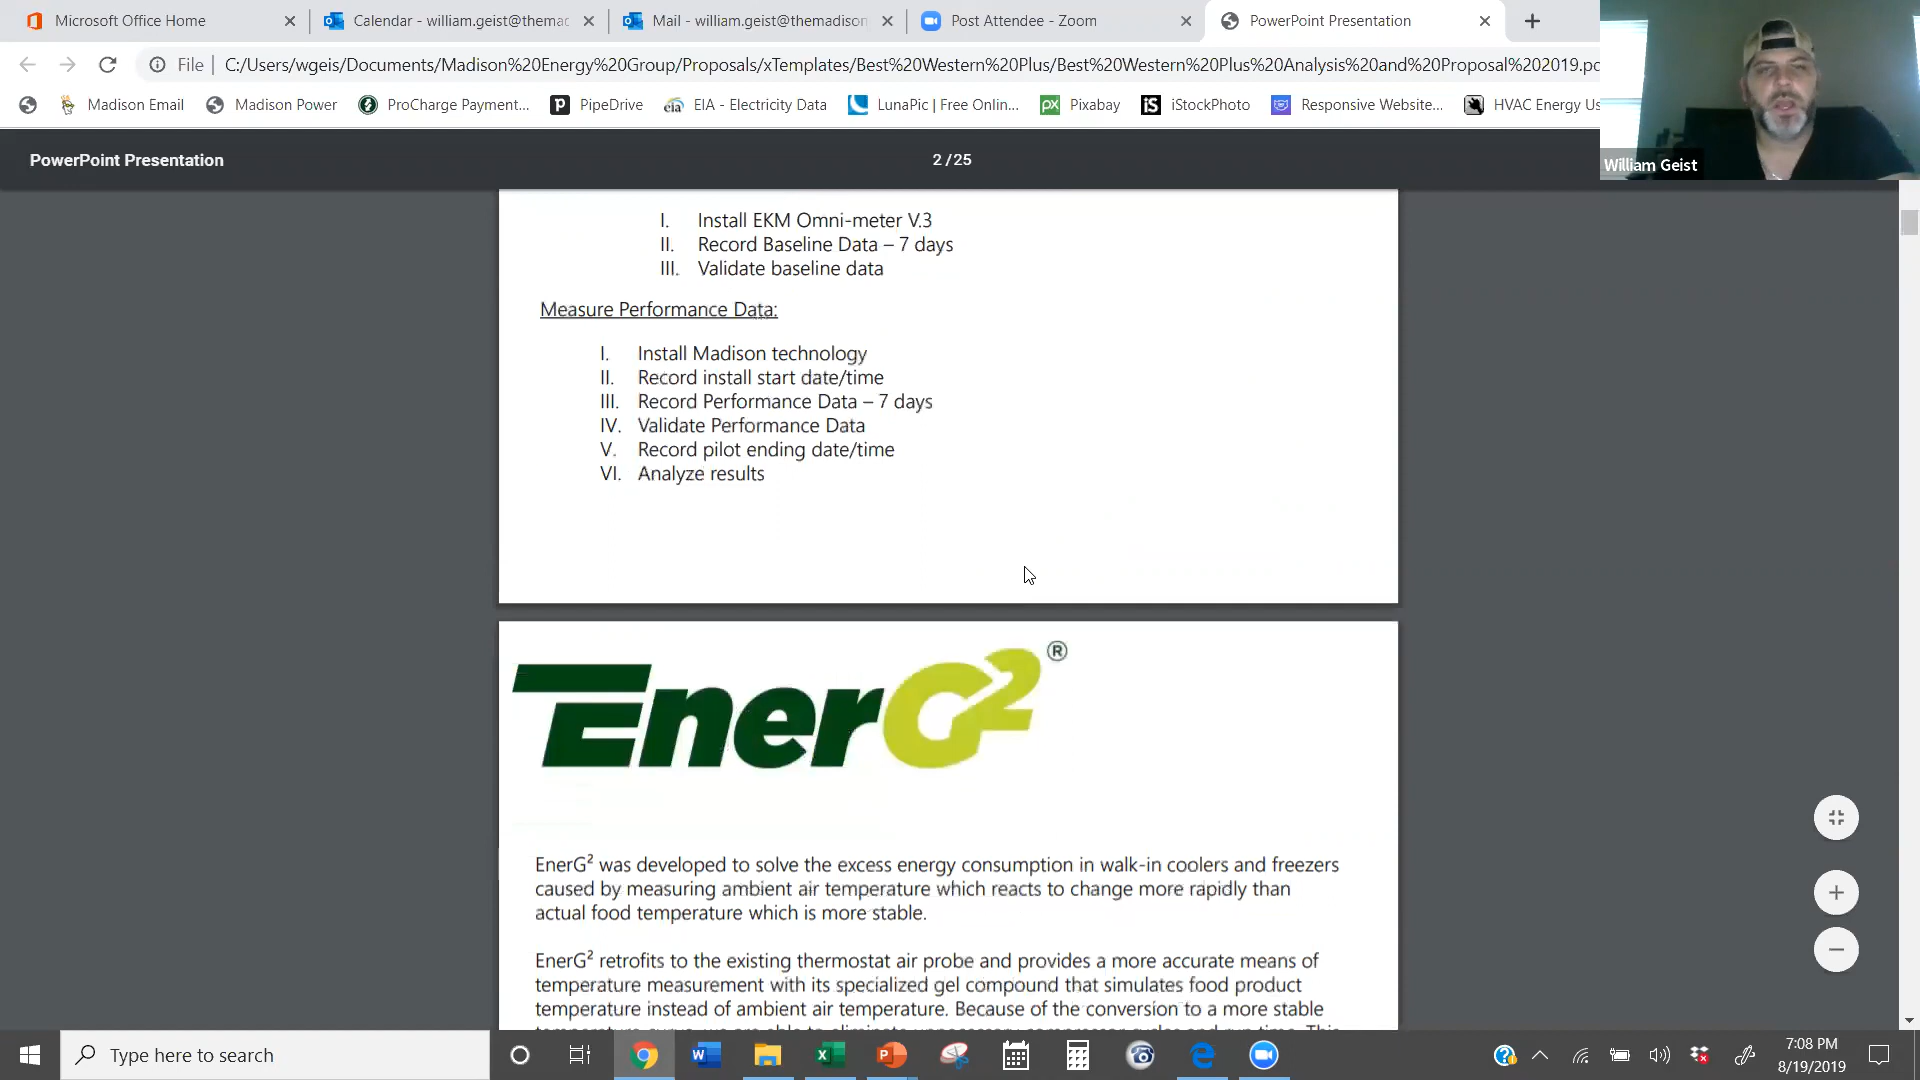 Microsoft Office Home
Calendar - william.geist@themad
Mail - william.geist@themadison
Post Attendee - Zoom
PowerPoint Presentation
File
C:/Users/wgeis/Documents/Madison%20Energy%20Group/Proposals/xTemplates/Best%20Western%20Plus/Best%20Western%20Plus%20Analysis%20and%20Proposal%202019.pd
Madison Email
Madison Power
ProCharge Payment...
PipeDrive
eia
EIA - Electricity Data
LunaPic | Free Onlin...
px
Pixabay
iS
iStockPhoto
Responsive Website...
HVAC Energy Us
William Geist
PowerPoint Presentation
2 / 25
I. Install EKM Omni-meter V.3
II. Record Baseline Data – 7 days
III. Validate baseline data
Measure Performance Data:
I. Install Madison technology
II. Record install start date/time
III. Record Performance Data – 7 days
IV. Validate Performance Data
V. Record pilot ending date/time
VI. Analyze results
EnerG²®
EnerG² was developed to solve the excess energy consumption in walk-in coolers and freezers
caused by measuring ambient air temperature which reacts to change more rapidly than
actual food temperature which is more stable.
EnerG² retrofits to the existing thermostat air probe and provides a more accurate means of
temperature measurement with its specialized gel compound that simulates food product
temperature instead of ambient air temperature. Because of the conversion to a more stable
Type here to search
7:08 PM
8/19/2019